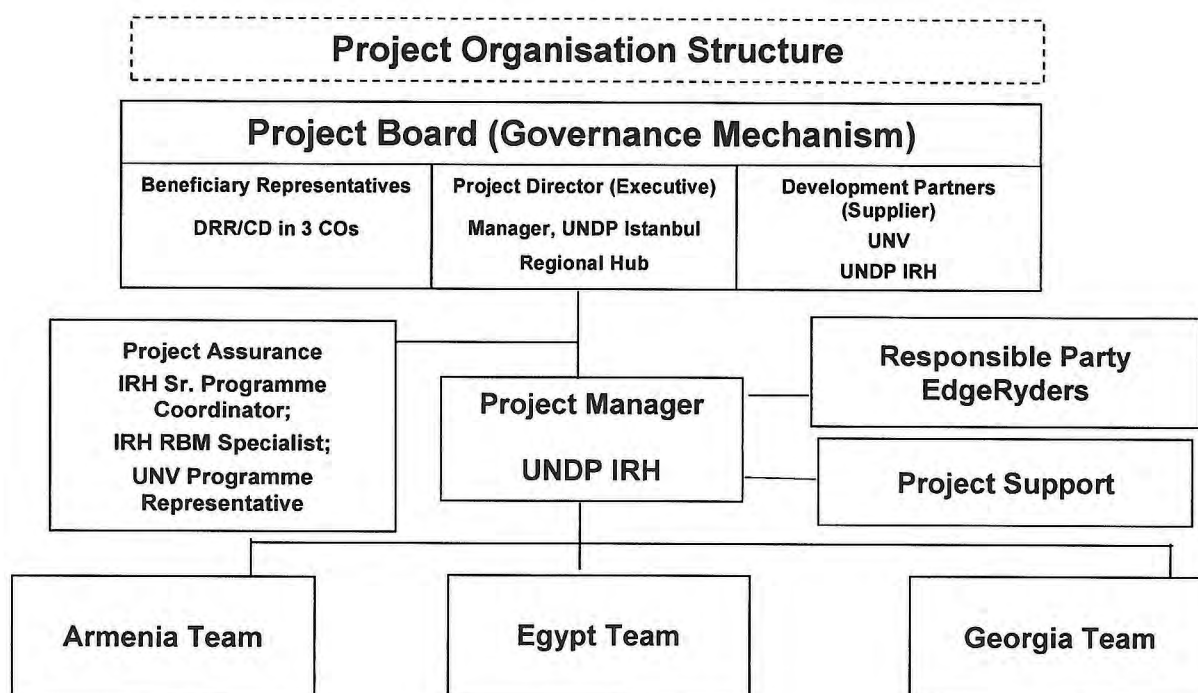 Project Organisation Structure
Project Board (Governance Mechanism)
Beneficiary Representatives
DRR/CD in 3 COs
Project Director (Executive)
Manager, UNDP Istanbul
Regional Hub
Development Partners
(Supplier)
UNV
UNDP IRH
Project Assurance
IRH Sr. Programme
Coordinator;
IRH RBM Specialist;
UNV Programme
Representative
Project Manager
UNDP IRH
Responsible Party
EdgeRyders
Project Support
Armenia Team
Egypt Team
Georgia Team